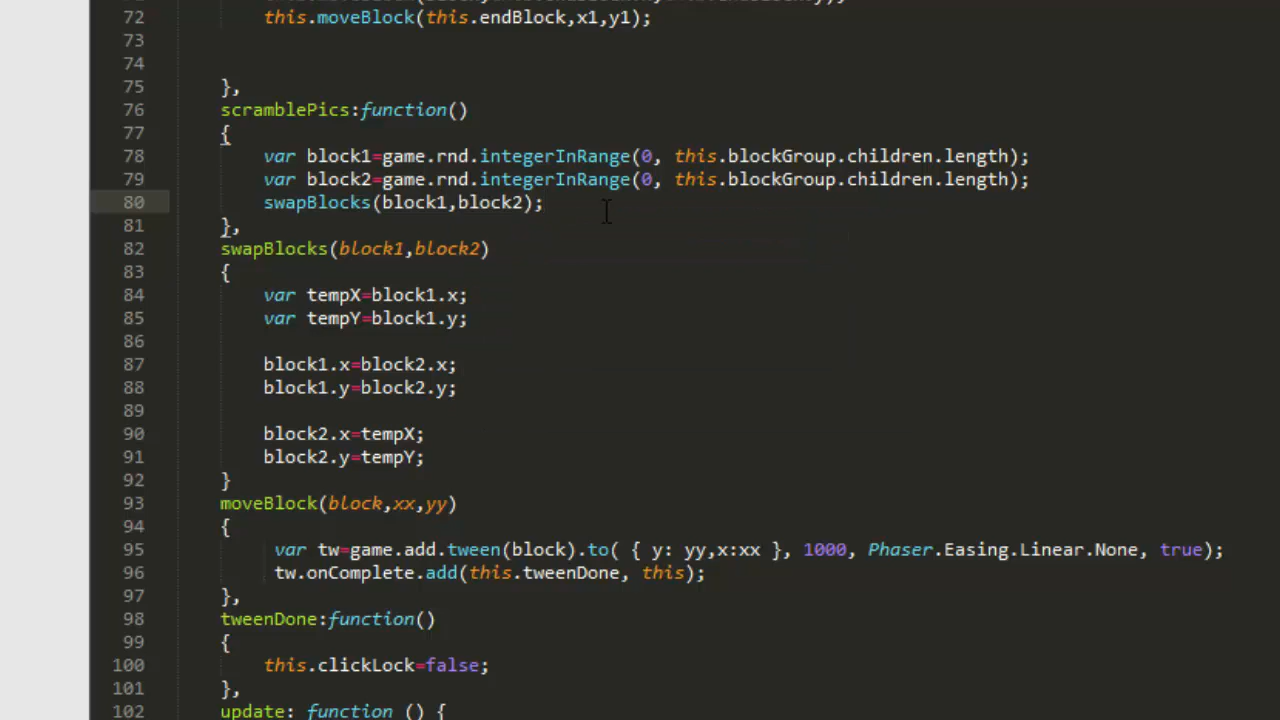 72 this.moveBlock(this.endBlock,x1,y1);
73
74
75 },
76 scramblePics:function()
77 {
78 var block1=game.rnd.integerInRange(0, this.blockGroup.children.length);
79 var block2=game.rnd.integerInRange(0, this.blockGroup.children.length);
80 swapBlocks(block1,block2);
81 },
82 swapBlocks(block1,block2)
83 {
84 var tempX=block1.x;
85 var tempY=block1.y;
86
87 block1.x=block2.x;
88 block1.y=block2.y;
89
90 block2.x=tempX;
91 block2.y=tempY;
92 }
93 moveBlock(block,xx,yy)
94 {
95 var tw=game.add.tween(block).to( { y: yy,x:xx }, 1000, Phaser.Easing.Linear.None, true);
96 tw.onComplete.add(this.tweenDone, this);
97 },
98 tweenDone:function()
99 {
100 this.clickLock=false;
101 },
102 update: function () {